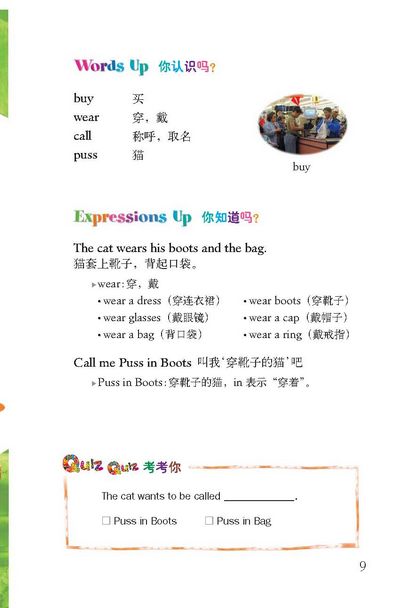 Words Up 你认识吗?
buy 买
wear 穿，戴
call 称呼，取名
puss 猫
buy
Expressions Up 你知道吗?
The cat wears his boots and the bag.
猫套上靴子，背起口袋。
▸wear:穿，戴
• wear a dress（穿连衣裙） • wear boots（穿靴子）
• wear glasses（戴眼镜） • wear a cap（戴帽子）
• wear a bag（背口袋） • wear a ring（戴戒指）
Call me Puss in Boots 叫我‘穿靴子的猫’吧
▸Puss in Boots:穿靴子的猫，in 表示“穿着”。
Quiz Quiz 考考你
The cat wants to be called ____________.
☐ Puss in Boots ☐ Puss in Bag
9